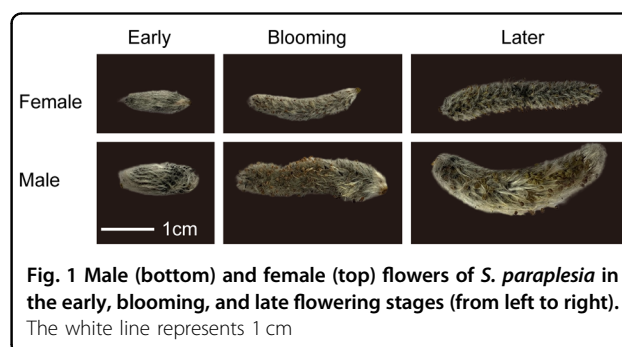 Early Blooming Later
Female
Male
1cm
Fig. 1 Male (bottom) and female (top) flowers of S. paraplesia in
the early, blooming, and late flowering stages (from left to right).
The white line represents 1 cm